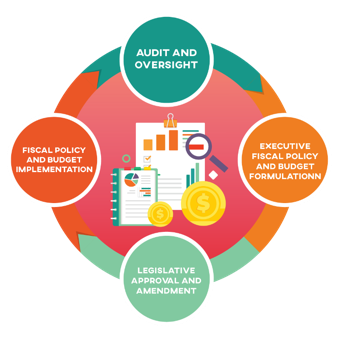 AUDIT AND
OVERSIGHT
EXECUTIVE
FISCAL POLICY
AND BUDGET
FORMULATIONN
LEGISLATIVE
APPROVAL AND
AMENDMENT
FISCAL POLICY
AND BUDGET
IMPLEMENTATION
$
$